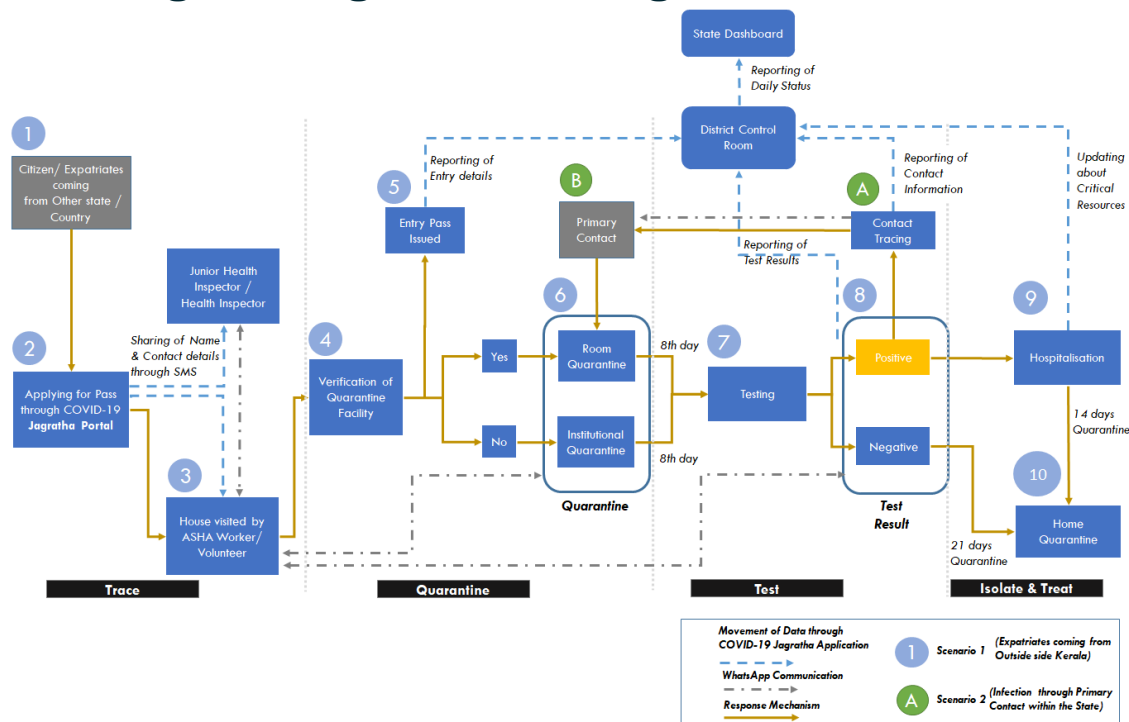 State Dashboard
Reporting of
Daily Status
District Control
Room
1
Citizen/ Expatriates
coming
from Other state /
Country
5
Reporting of
Entry details
Entry Pass
Issued
B
Primary
Contact
A
Reporting of
Contact
Information
Contact
Tracing
Updating
about
Critical
Resources
Reporting of
Test Results
Junior Health
Inspector /
Health Inspector
2
Sharing of Name
& Contact details
through SMS
Applying for Pass
through COVID-19
Jagratha Portal
3
House visited by
ASHA Worker/
Volunteer
4
Verification of
Quarantine
Facility
Yes
No
6
Room
Quarantine
Institutional
Quarantine
8th day
8th day
Quarantine
7
Testing
8
Positive
Negative
Test
Result
9
Hospitalisation
14 days
Quarantine
10
Home
Quarantine
21 days
Quarantine
Trace
Quarantine
Test
Isolate & Treat
Movement of Data through
COVID-19 Jagratha Application
WhatsApp Communication
Response Mechanism
1
Scenario 1
(Expatriates coming from
Outside side Kerala)
A
Scenario 2
(Infection through Primary
Contact within the State)